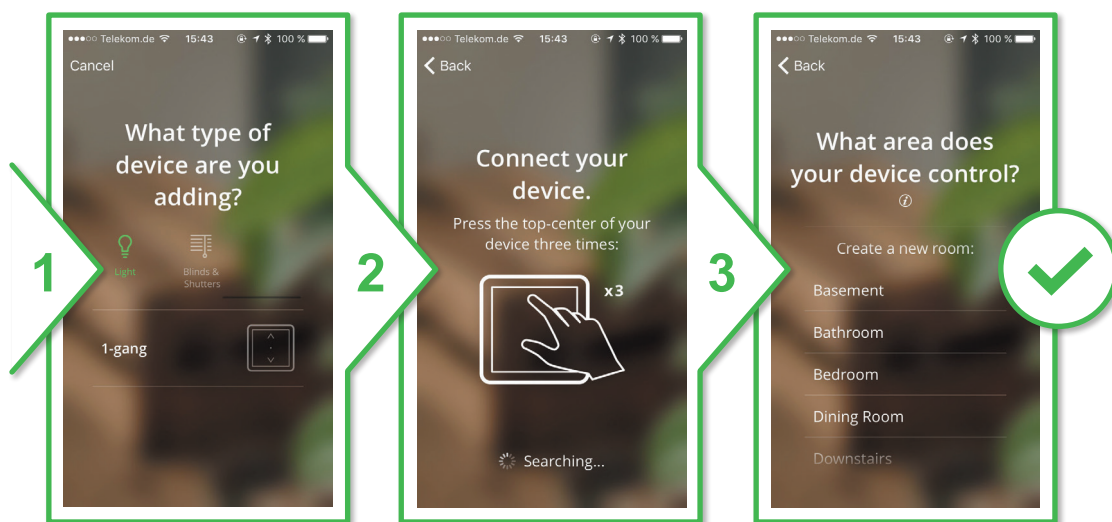 Telekom.de 15:43 100 %
Cancel
What type of
device are you
adding?
Light
Blinds &
Shutters
1-gang
1
Telekom.de 15:43 100 %
Back
Connect your
device.
Press the top-center of your
device three times:
x3
Searching...
2
Telekom.de 15:43 100 %
Back
What area does
your device control?
i
Create a new room:
Basement
Bathroom
Bedroom
Dining Room
Downstairs
3